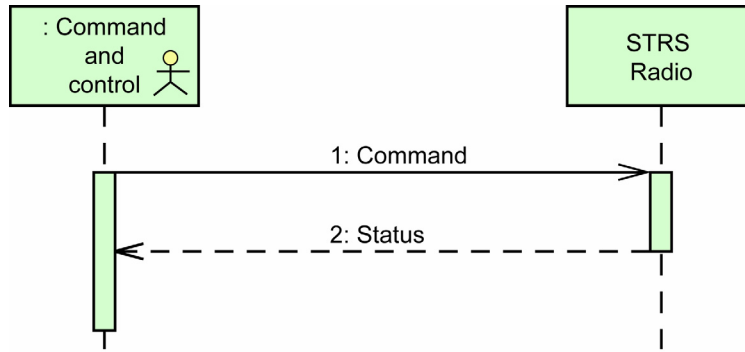 : Command
and
control
STRS
Radio
1: Command
2: Status